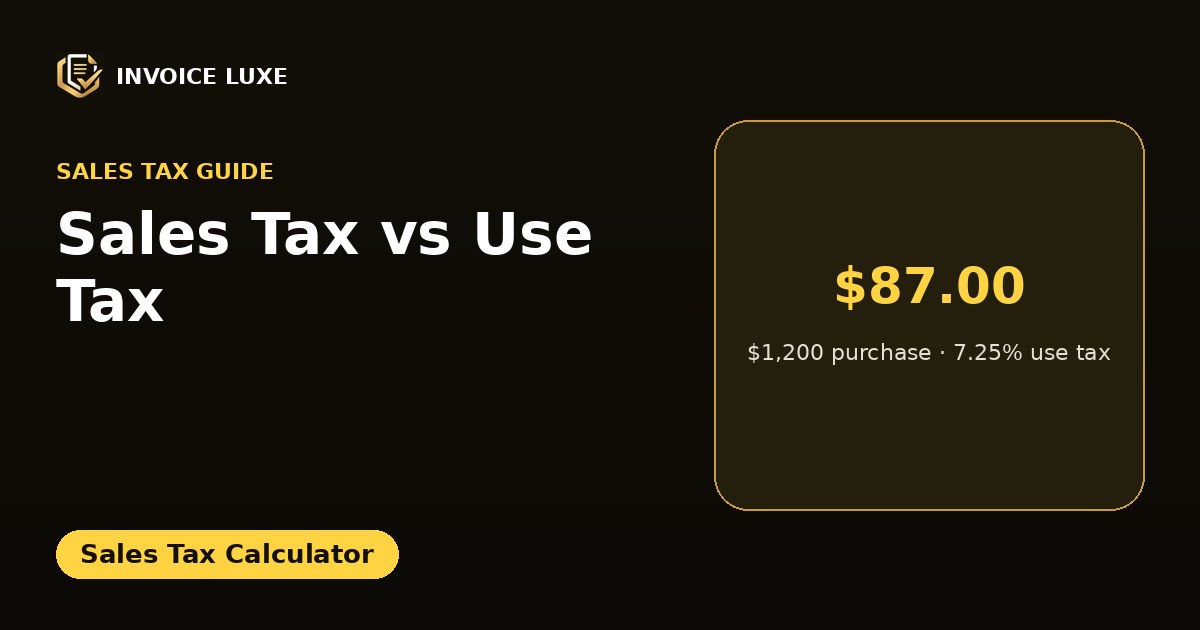 INVOICE LUXE
SALES TAX GUIDE
Sales Tax vs Use
Tax
$87.00
$1,200 purchase · 7.25% use tax
Sales Tax Calculator